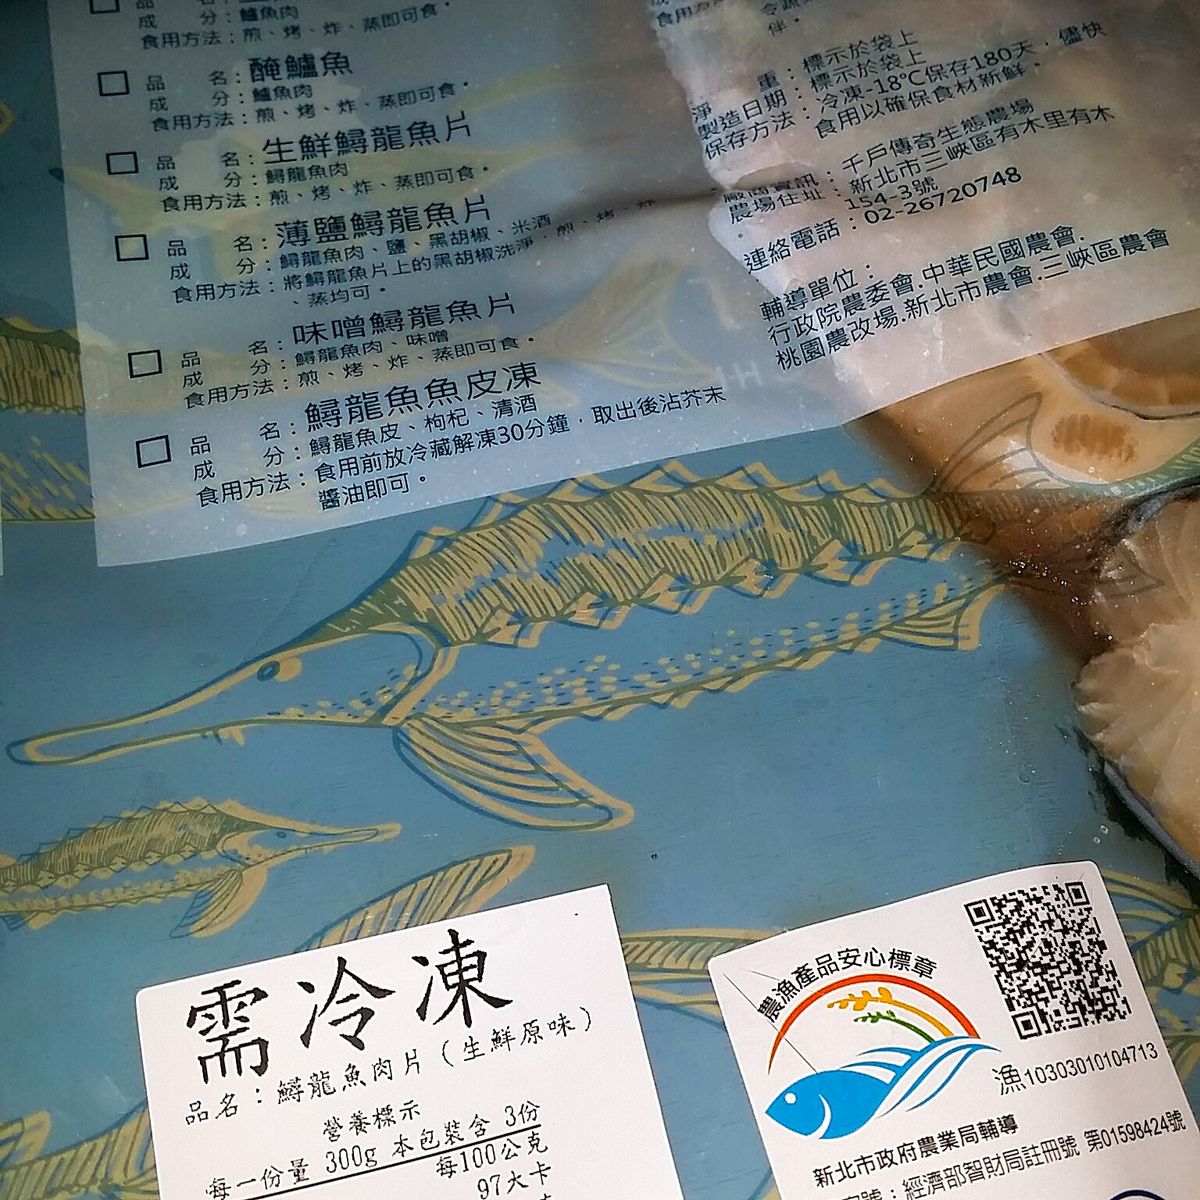 品 名：
成 分：鱸魚肉
食用方法：煎、烤、炸、蒸即可食。
品 名：醃鱸魚
成 分：鱸魚肉
食用方法：煎、烤、炸、蒸即可食。
品 名：生鮮鱘龍魚片
成 分：鱘龍魚肉
食用方法：煎、烤、炸、蒸即可食。
品 名：薄鹽鱘龍魚片
成 分：鱘龍魚肉、鹽、黑胡椒、米酒
食用方法：將鱘龍魚片上的黑胡椒洗淨，煎、烤、炸
、蒸均可。
品 名：味噌鱘龍魚片
成 分：鱘龍魚肉、味噌
食用方法：煎、烤、炸、蒸即可食。
品 名：鱘龍魚魚皮凍
成 分：鱘龍魚皮、枸杞、清酒
食用方法：食用前放冷藏解凍30分鐘，取出後沾芥末
醬油即可。
伴。
淨 重：標示於袋上
製造日期：標示於袋上
保存方法：冷凍-18℃保存180天，儘快
食用以確保食材新鮮。
廠商資訊：千戶傳奇生態農場
農場住址：新北市三峽區有木里有木
154-3號
連絡電話：02-26720748
輔導單位：
行政院農委會.中華民國農會.
桃園農改場.新北市農會.三峽區農會
需冷凍
品名：鱘龍魚肉片（生鮮原味）
營養標示
每一份量 300g 本包裝含 3份
每100公克
97大卡
農漁產品安心標章
漁10303010104713
新北市政府農業局輔導
字號：經濟部智財局註冊號 第01598424號